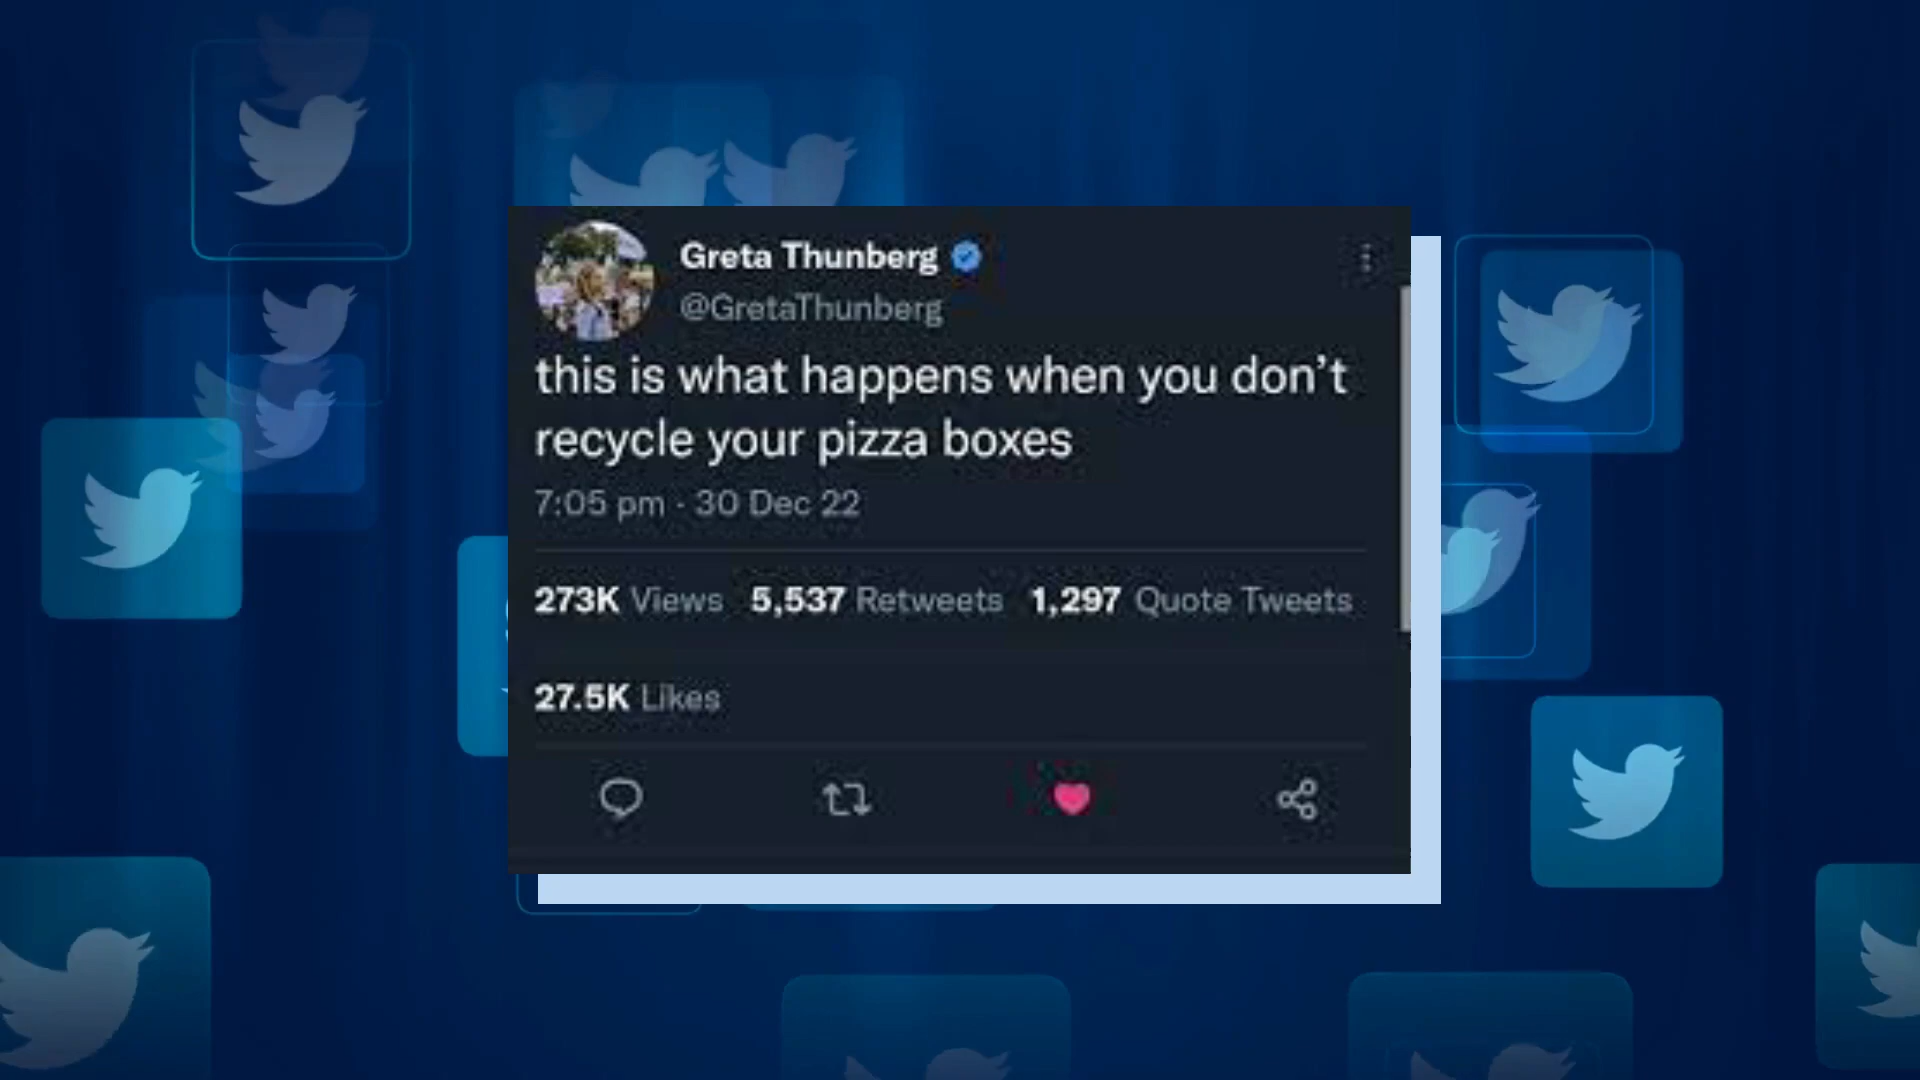 Greta Thunberg
@GretaThunberg
this is what happens when you don’t
recycle your pizza boxes
7:05 pm · 30 Dec 22
273K Views 5,537 Retweets 1,297 Quote Tweets
27.5K Likes